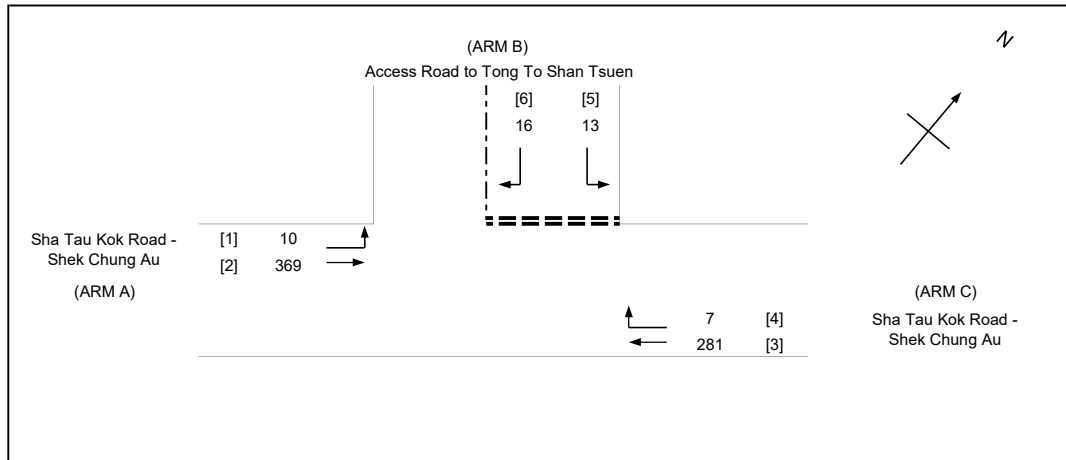 (ARM B)
Access Road to Tong To Shan Tsuen
N
[6] [5]
16 13
Sha Tau Kok Road -
Shek Chung Au
(ARM A)
[1] 10
[2] 369
(ARM C)
Sha Tau Kok Road -
Shek Chung Au
7 [4]
281 [3]